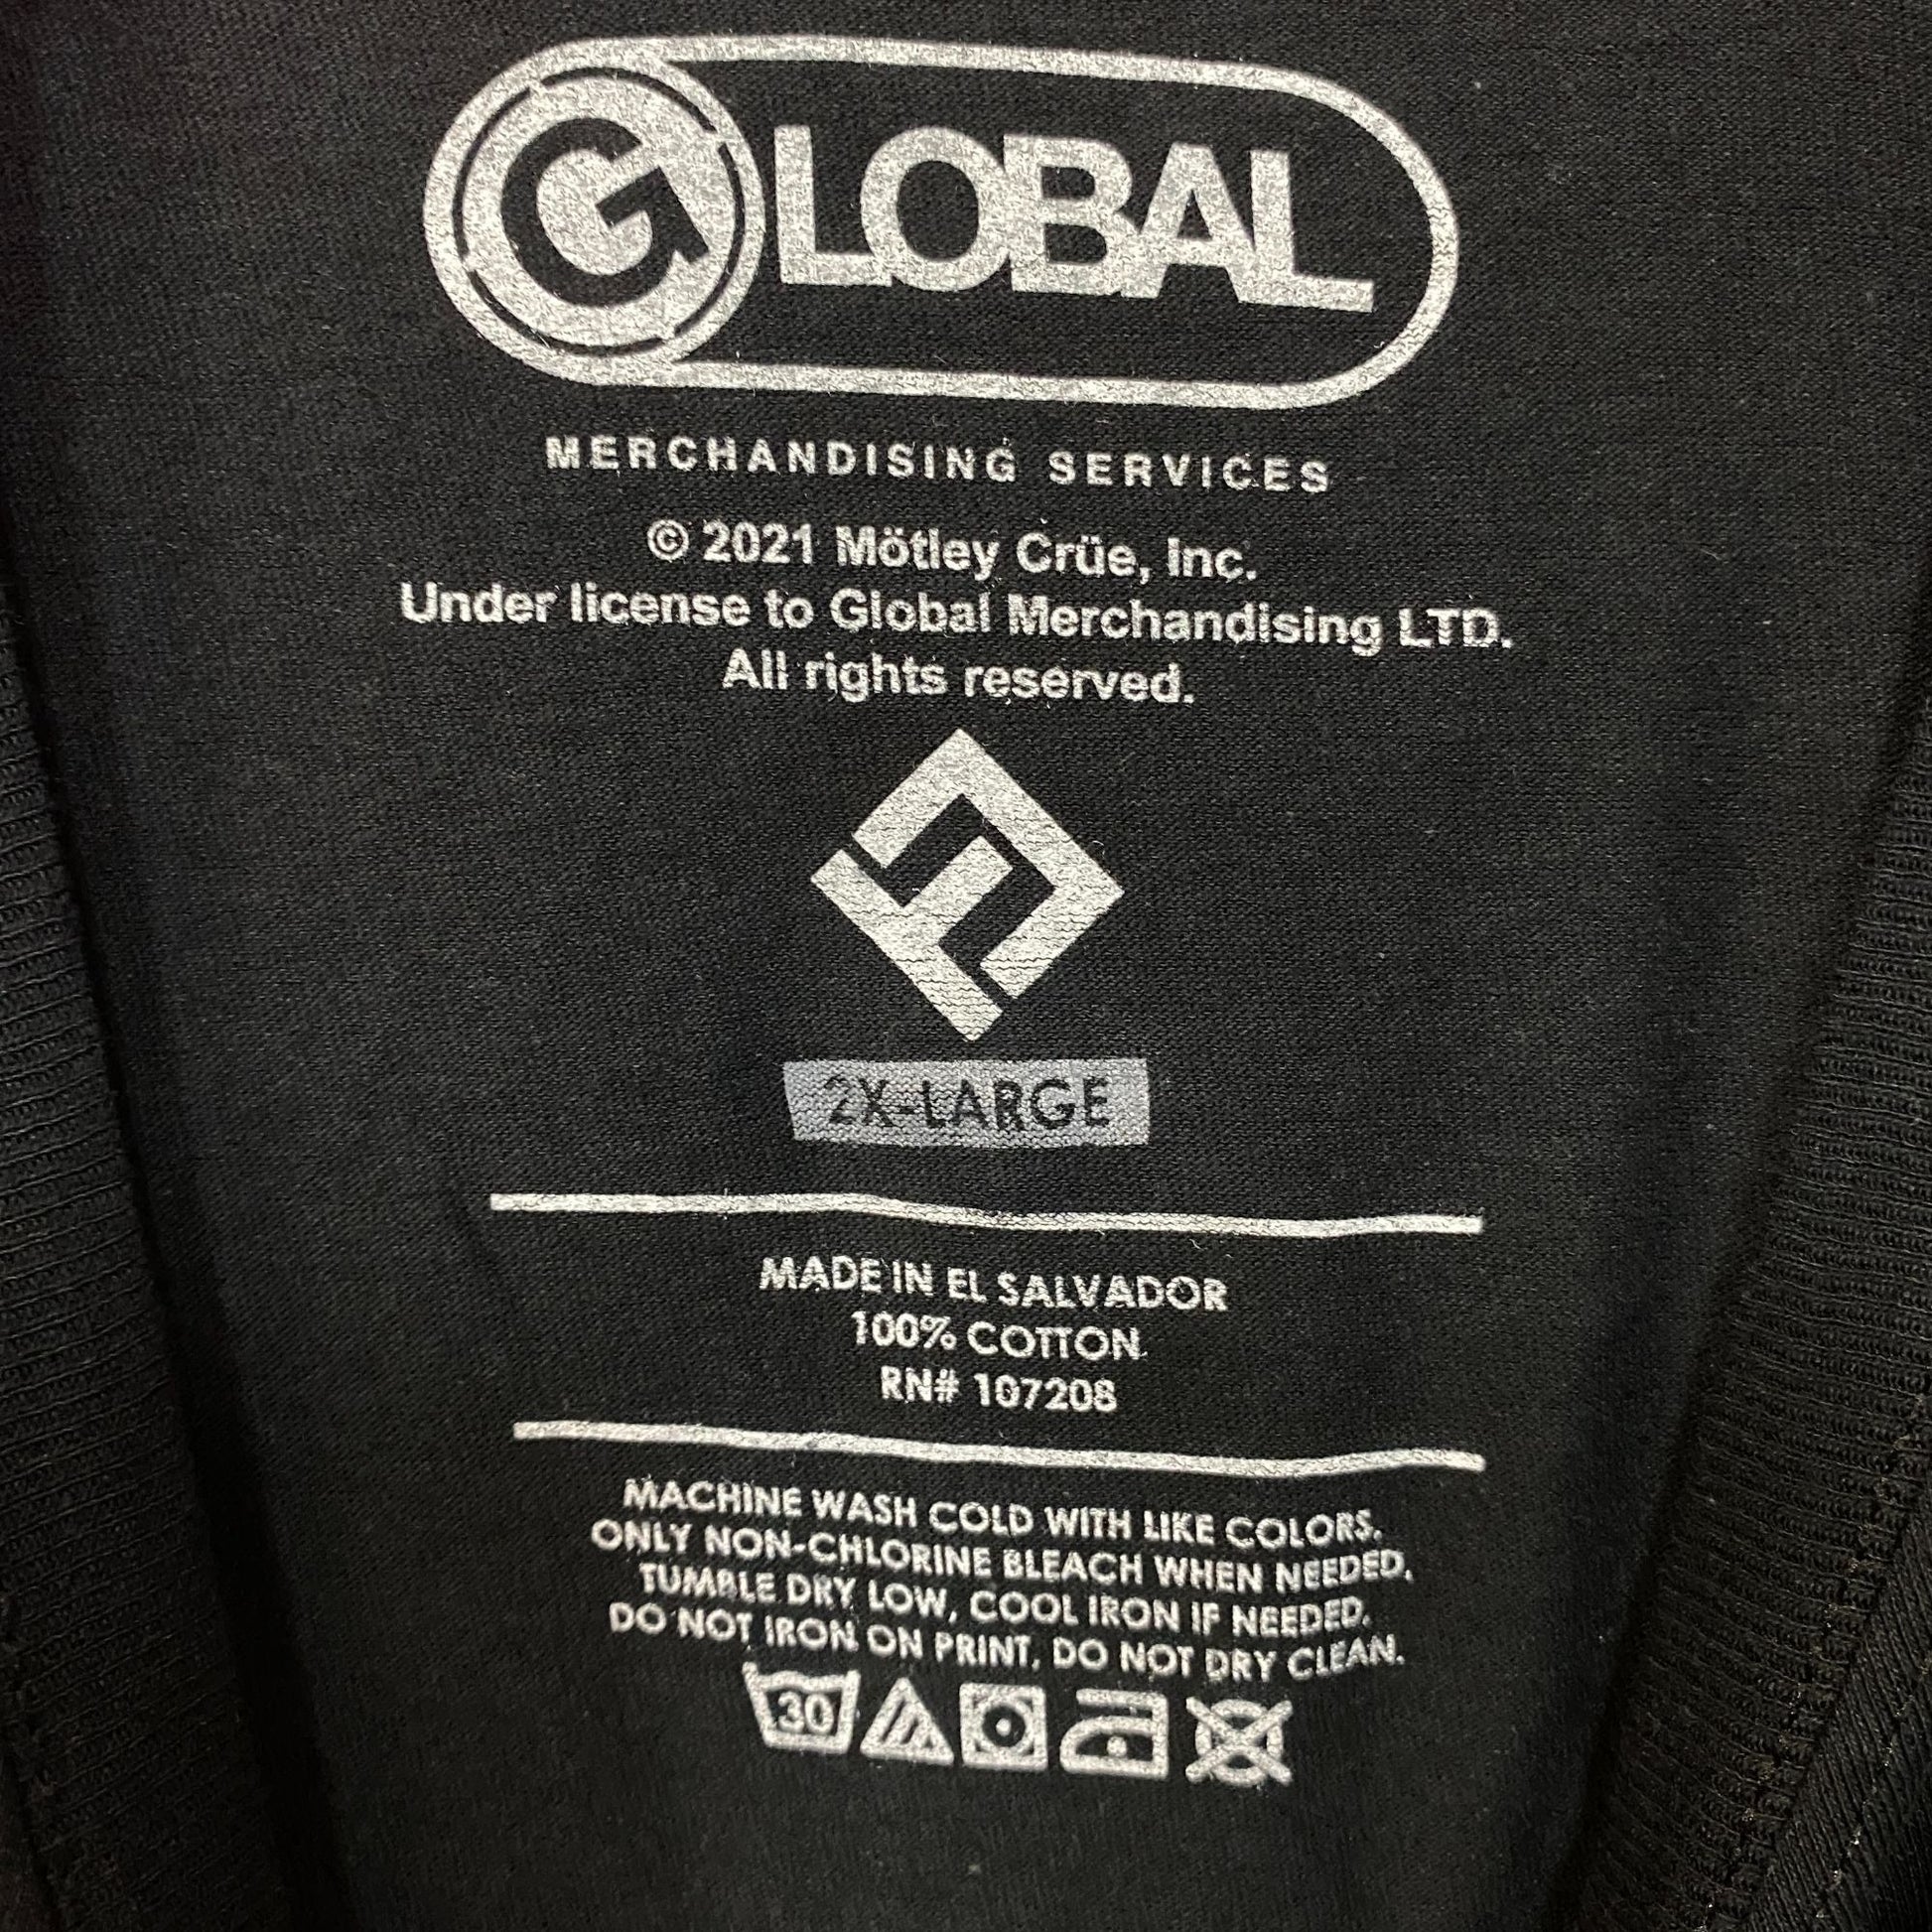 GLOBAL
MERCHANDISING SERVICES
© 2021 Mötley Crüe, Inc.
Under license to Global Merchandising LTD.
All rights reserved.
2X-LARGE
MADE IN EL SALVADOR
100% COTTON
RN# 107208
MACHINE WASH COLD WITH LIKE COLORS.
ONLY NON-CHLORINE BLEACH WHEN NEEDED.
TUMBLE DRY LOW, COOL IRON IF NEEDED.
DO NOT IRON ON PRINT, DO NOT DRY CLEAN.
30